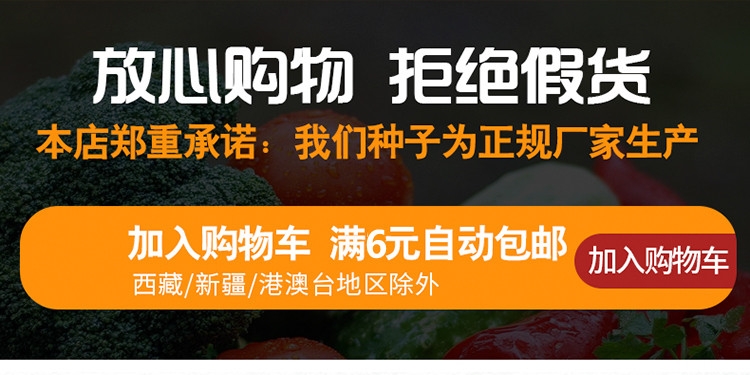 放心购物 拒绝假货
本店郑重承诺：我们种子为正规厂家生产
加入购物车 满6元自动包邮
加入购物车
西藏/新疆/港澳台地区除外